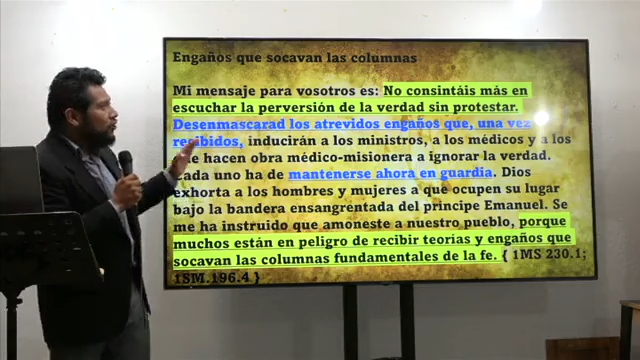 Engaños que socavan las columnas
Mi mensaje para vosotros es: No consintáis más en
escuchar la perversión de la verdad sin protestar.
Desenmascarad los atrevidos engaños que, una vez
recibidos, inducirán a los ministros, a los médicos y a los
que hacen obra médico-misionera a ignorar la verdad.
Cada uno ha de mantenerse ahora en guardia. Dios
exhorta a los hombres y mujeres a que ocupen su lugar
bajo la bandera ensangrentada del príncipe Emanuel. Se
me ha instruido que amoneste a nuestro pueblo, porque
muchos están en peligro de recibir teorías y engaños que
socavan las columnas fundamentales de la fe. { 1MS 230.1;
1SM.196.4 }